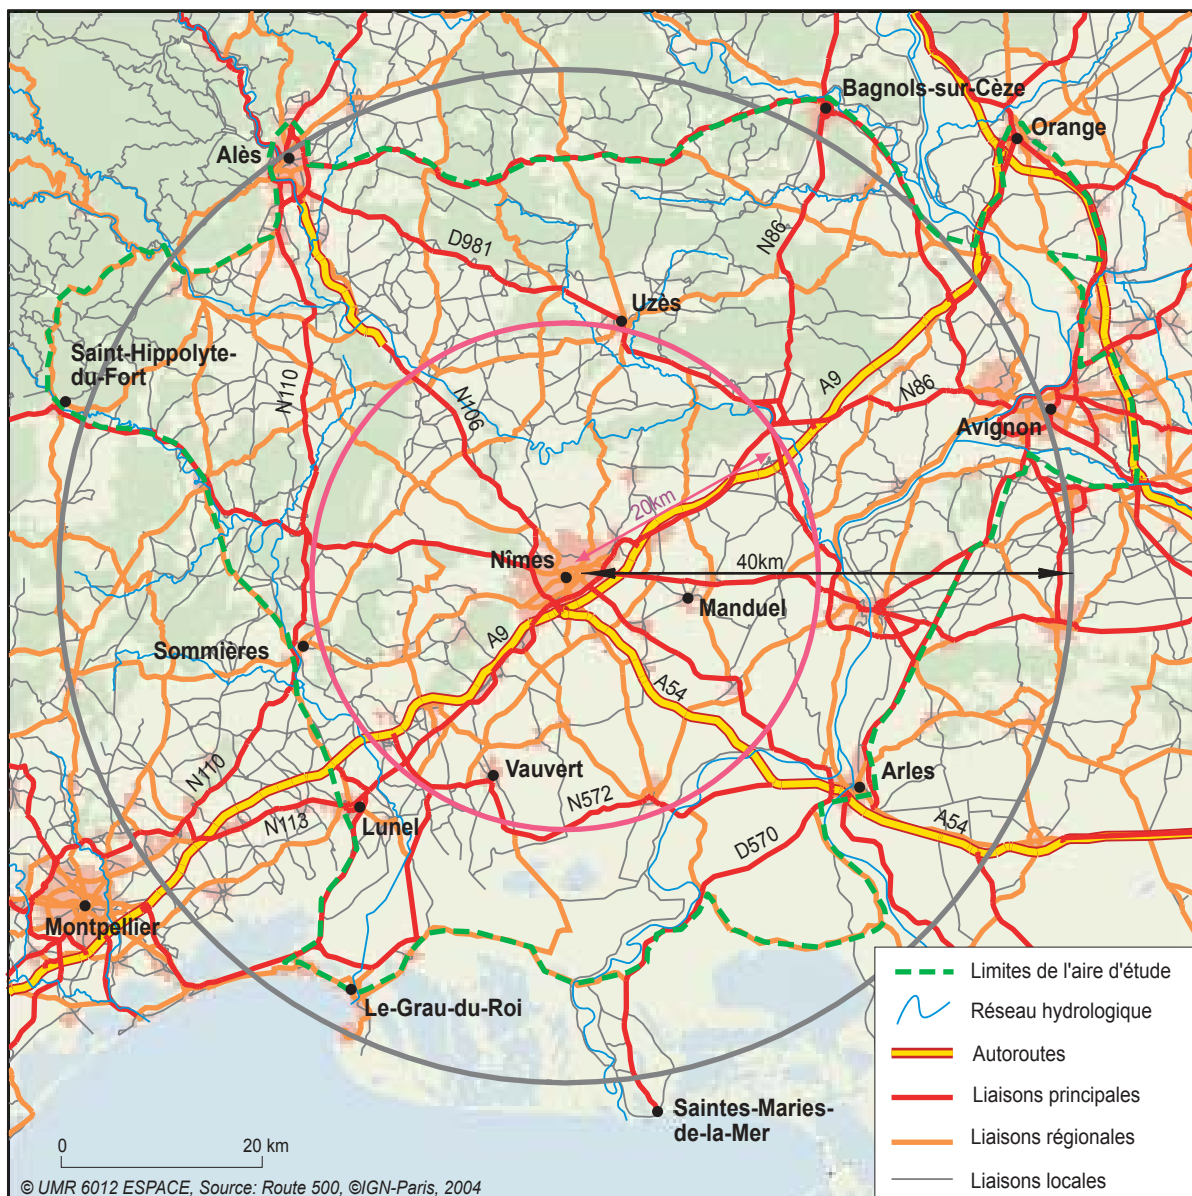 Bagnols-sur-Cèze
Orange
Alès
D981
N86
Uzès
Saint-Hippolyte-
du-Fort
N110
N106
A9
N86
Avignon
20km
Nîmes
40km
Manduel
Sommières
A9
A54
N110
Vauvert
N572
Arles
N113
Lunel
D570
A54
Montpellier
Le-Grau-du-Roi
Saintes-Maries-
de-la-Mer
Limites de l'aire d'étude
Réseau hydrologique
Autoroutes
Liaisons principales
Liaisons régionales
Liaisons locales
0 20 km
© UMR 6012 ESPACE, Source: Route 500, ©IGN-Paris, 2004